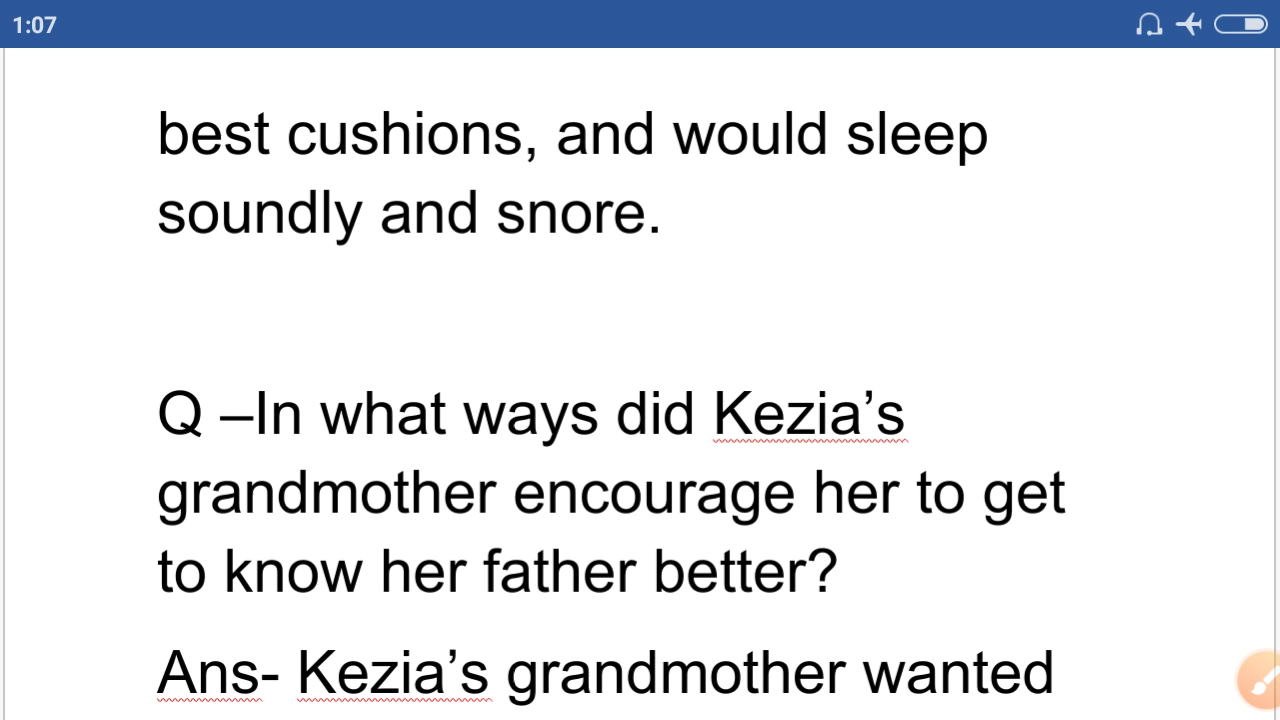 1:07
best cushions, and would sleep
soundly and snore.
Q –In what ways did Kezia’s
grandmother encourage her to get
to know her father better?
Ans- Kezia’s grandmother wanted